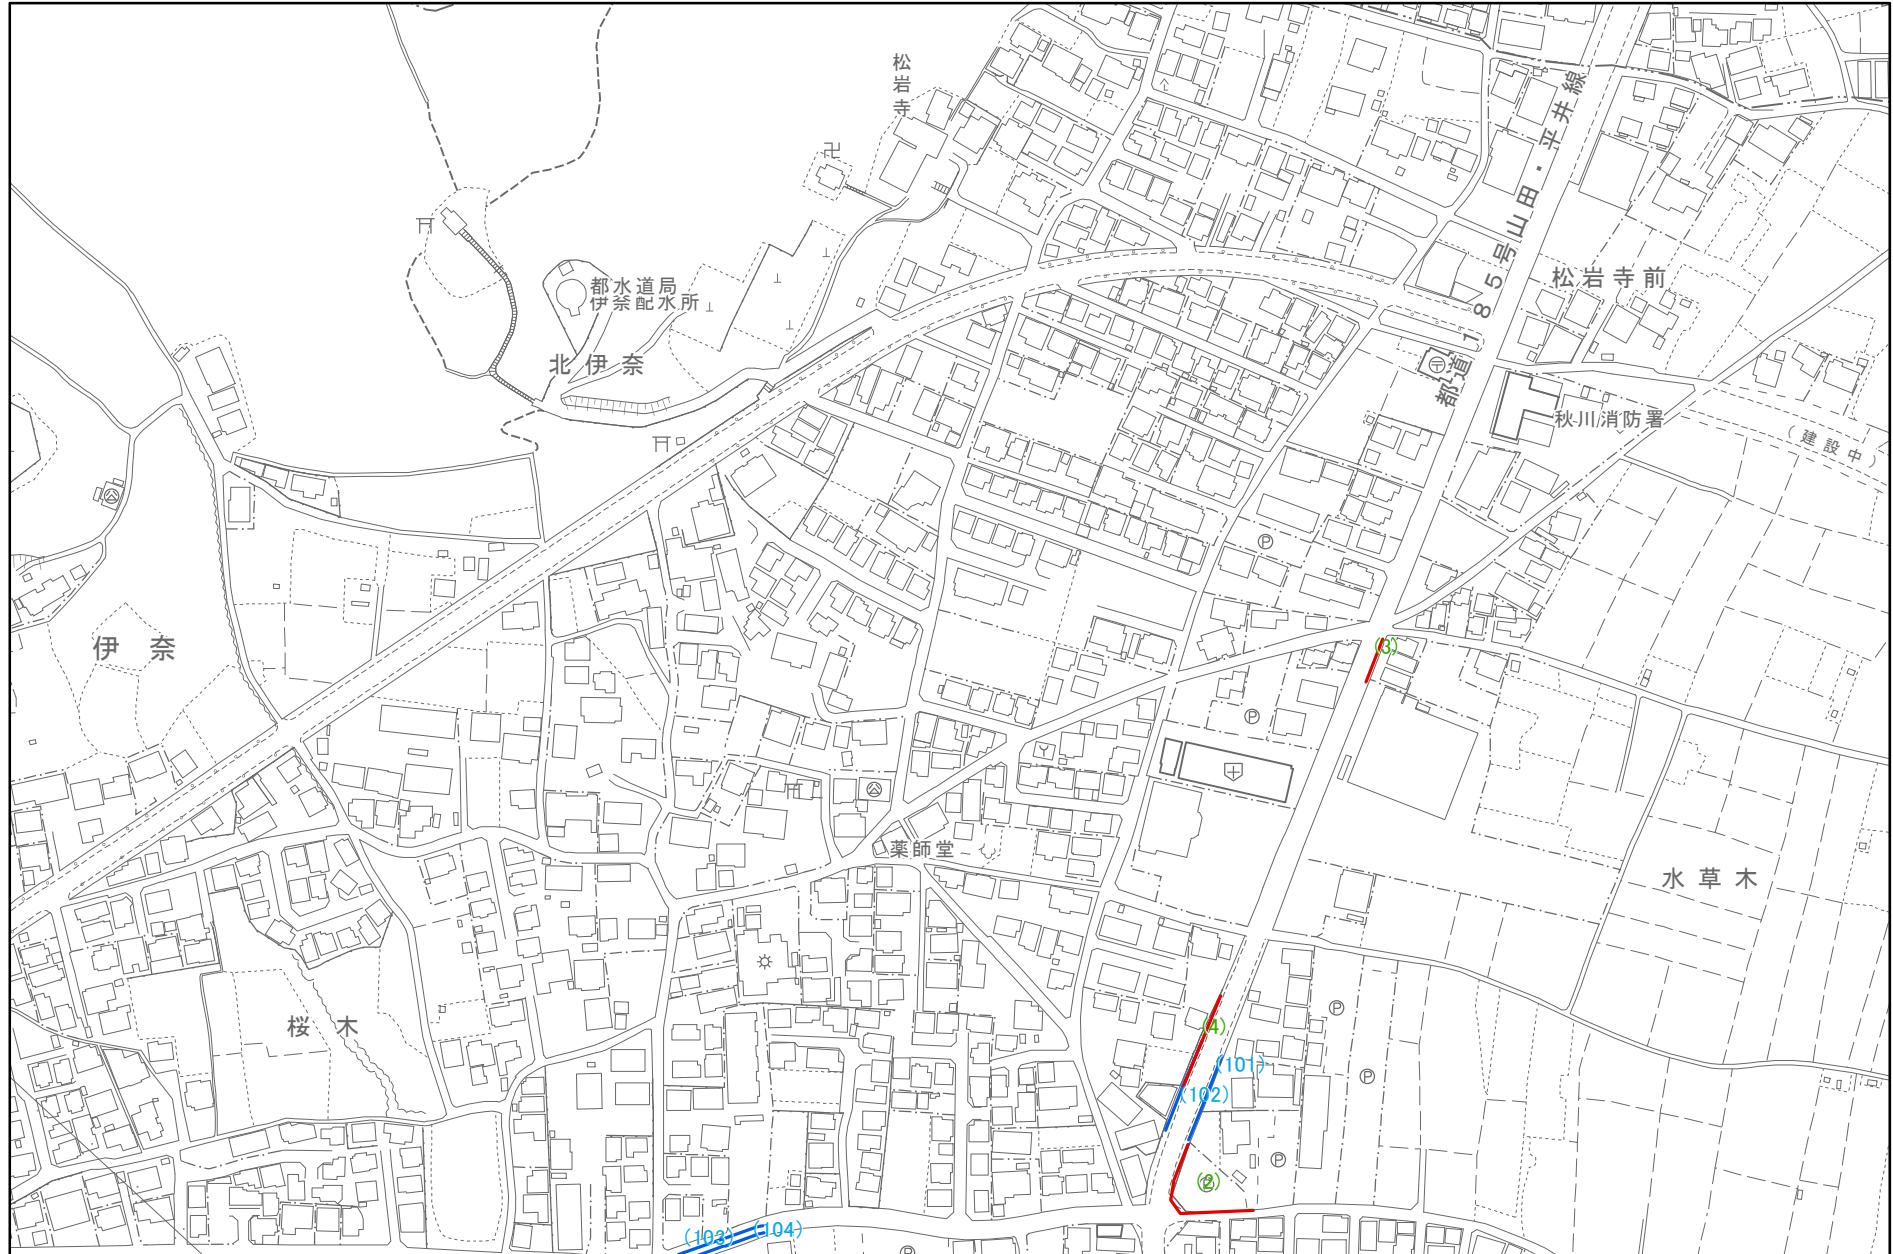 松岩寺
都道185号山田・平井線
都水道局
伊奈配水所
松岩寺前
北伊奈
秋川消防署
(建設中)
伊奈
(3)
薬師堂
水草木
桜木
(4)
(101)
(102)
(2)
(103)
(104)